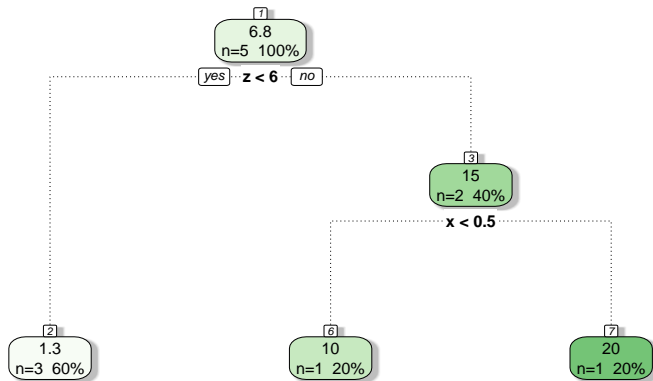 1
6.8
n=5 100%
yes z < 6 no
3
15
n=2 40%
x < 0.5
2
1.3
n=3 60%
6
10
n=1 20%
7
20
n=1 20%